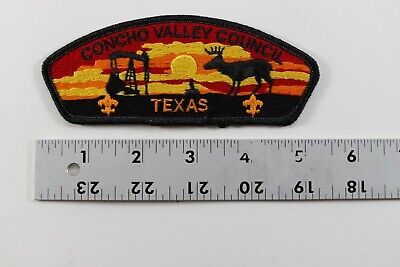 CONCHO VALLEY COUNCIL
TEXAS
1 2 3 4 5 6
23 22 21 20 19 18